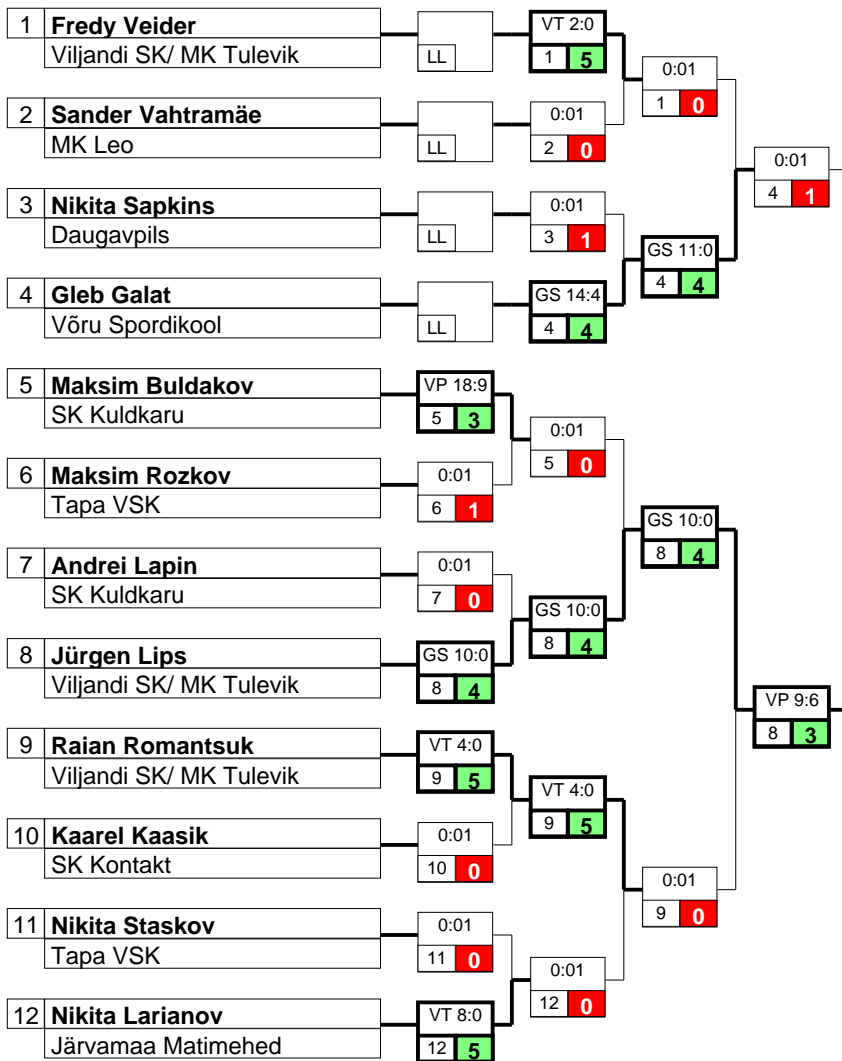 1 Fredy Veider
Viljandi SK/ MK Tulevik
LL
VT 2:0
1 5
0:01
1 0
2 Sander Vahtramäe
MK Leo
LL
0:01
2 0
0:01
4 1
3 Nikita Sapkins
Daugavpils
LL
0:01
3 1
GS 11:0
4 4
4 Gleb Galat
Võru Spordikool
LL
GS 14:4
4 4
5 Maksim Buldakov
SK Kuldkaru
VP 18:9
5 3
0:01
5 0
6 Maksim Rozkov
Tapa VSK
0:01
6 1
GS 10:0
8 4
7 Andrei Lapin
SK Kuldkaru
0:01
7 0
GS 10:0
8 4
8 Jürgen Lips
Viljandi SK/ MK Tulevik
GS 10:0
8 4
VP 9:6
8 3
9 Raian Romantsuk
Viljandi SK/ MK Tulevik
VT 4:0
9 5
VT 4:0
9 5
10 Kaarel Kaasik
SK Kontakt
0:01
10 0
0:01
9 0
11 Nikita Staskov
Tapa VSK
0:01
11 0
0:01
12 0
12 Nikita Larianov
Järvamaa Matimehed
VT 8:0
12 5